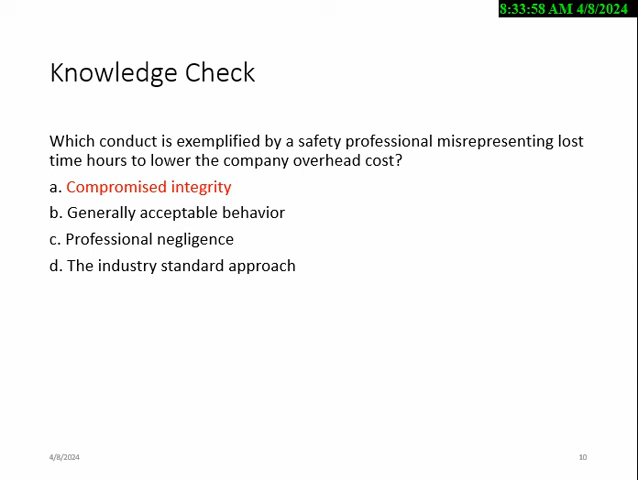 8:33:58 AM 4/8/2024
Knowledge Check
Which conduct is exemplified by a safety professional misrepresenting lost
time hours to lower the company overhead cost?
a. Compromised integrity
b. Generally acceptable behavior
c. Professional negligence
d. The industry standard approach
4/8/2024
10